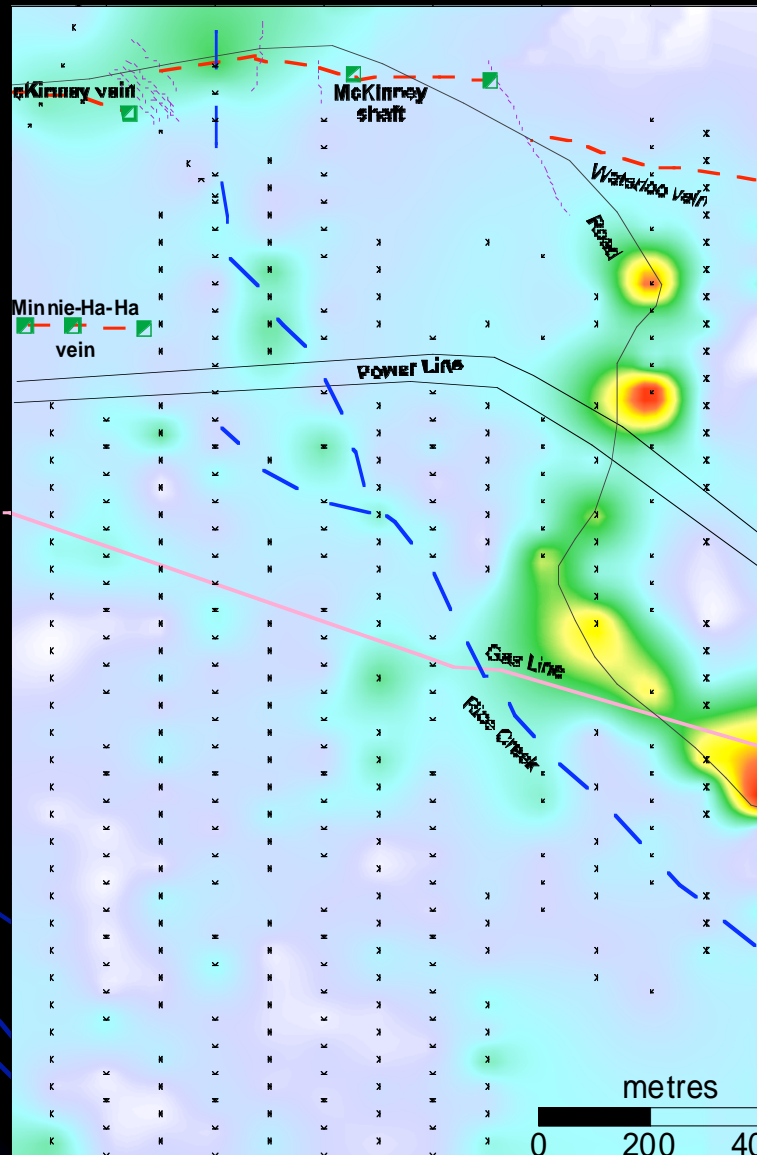 cKinney vein
McKinney
shaft
Waterloo vein
Road
Minnie-Ha-Ha
vein
Power Line
Gas Line
Rice Creek
metres
0 200 40